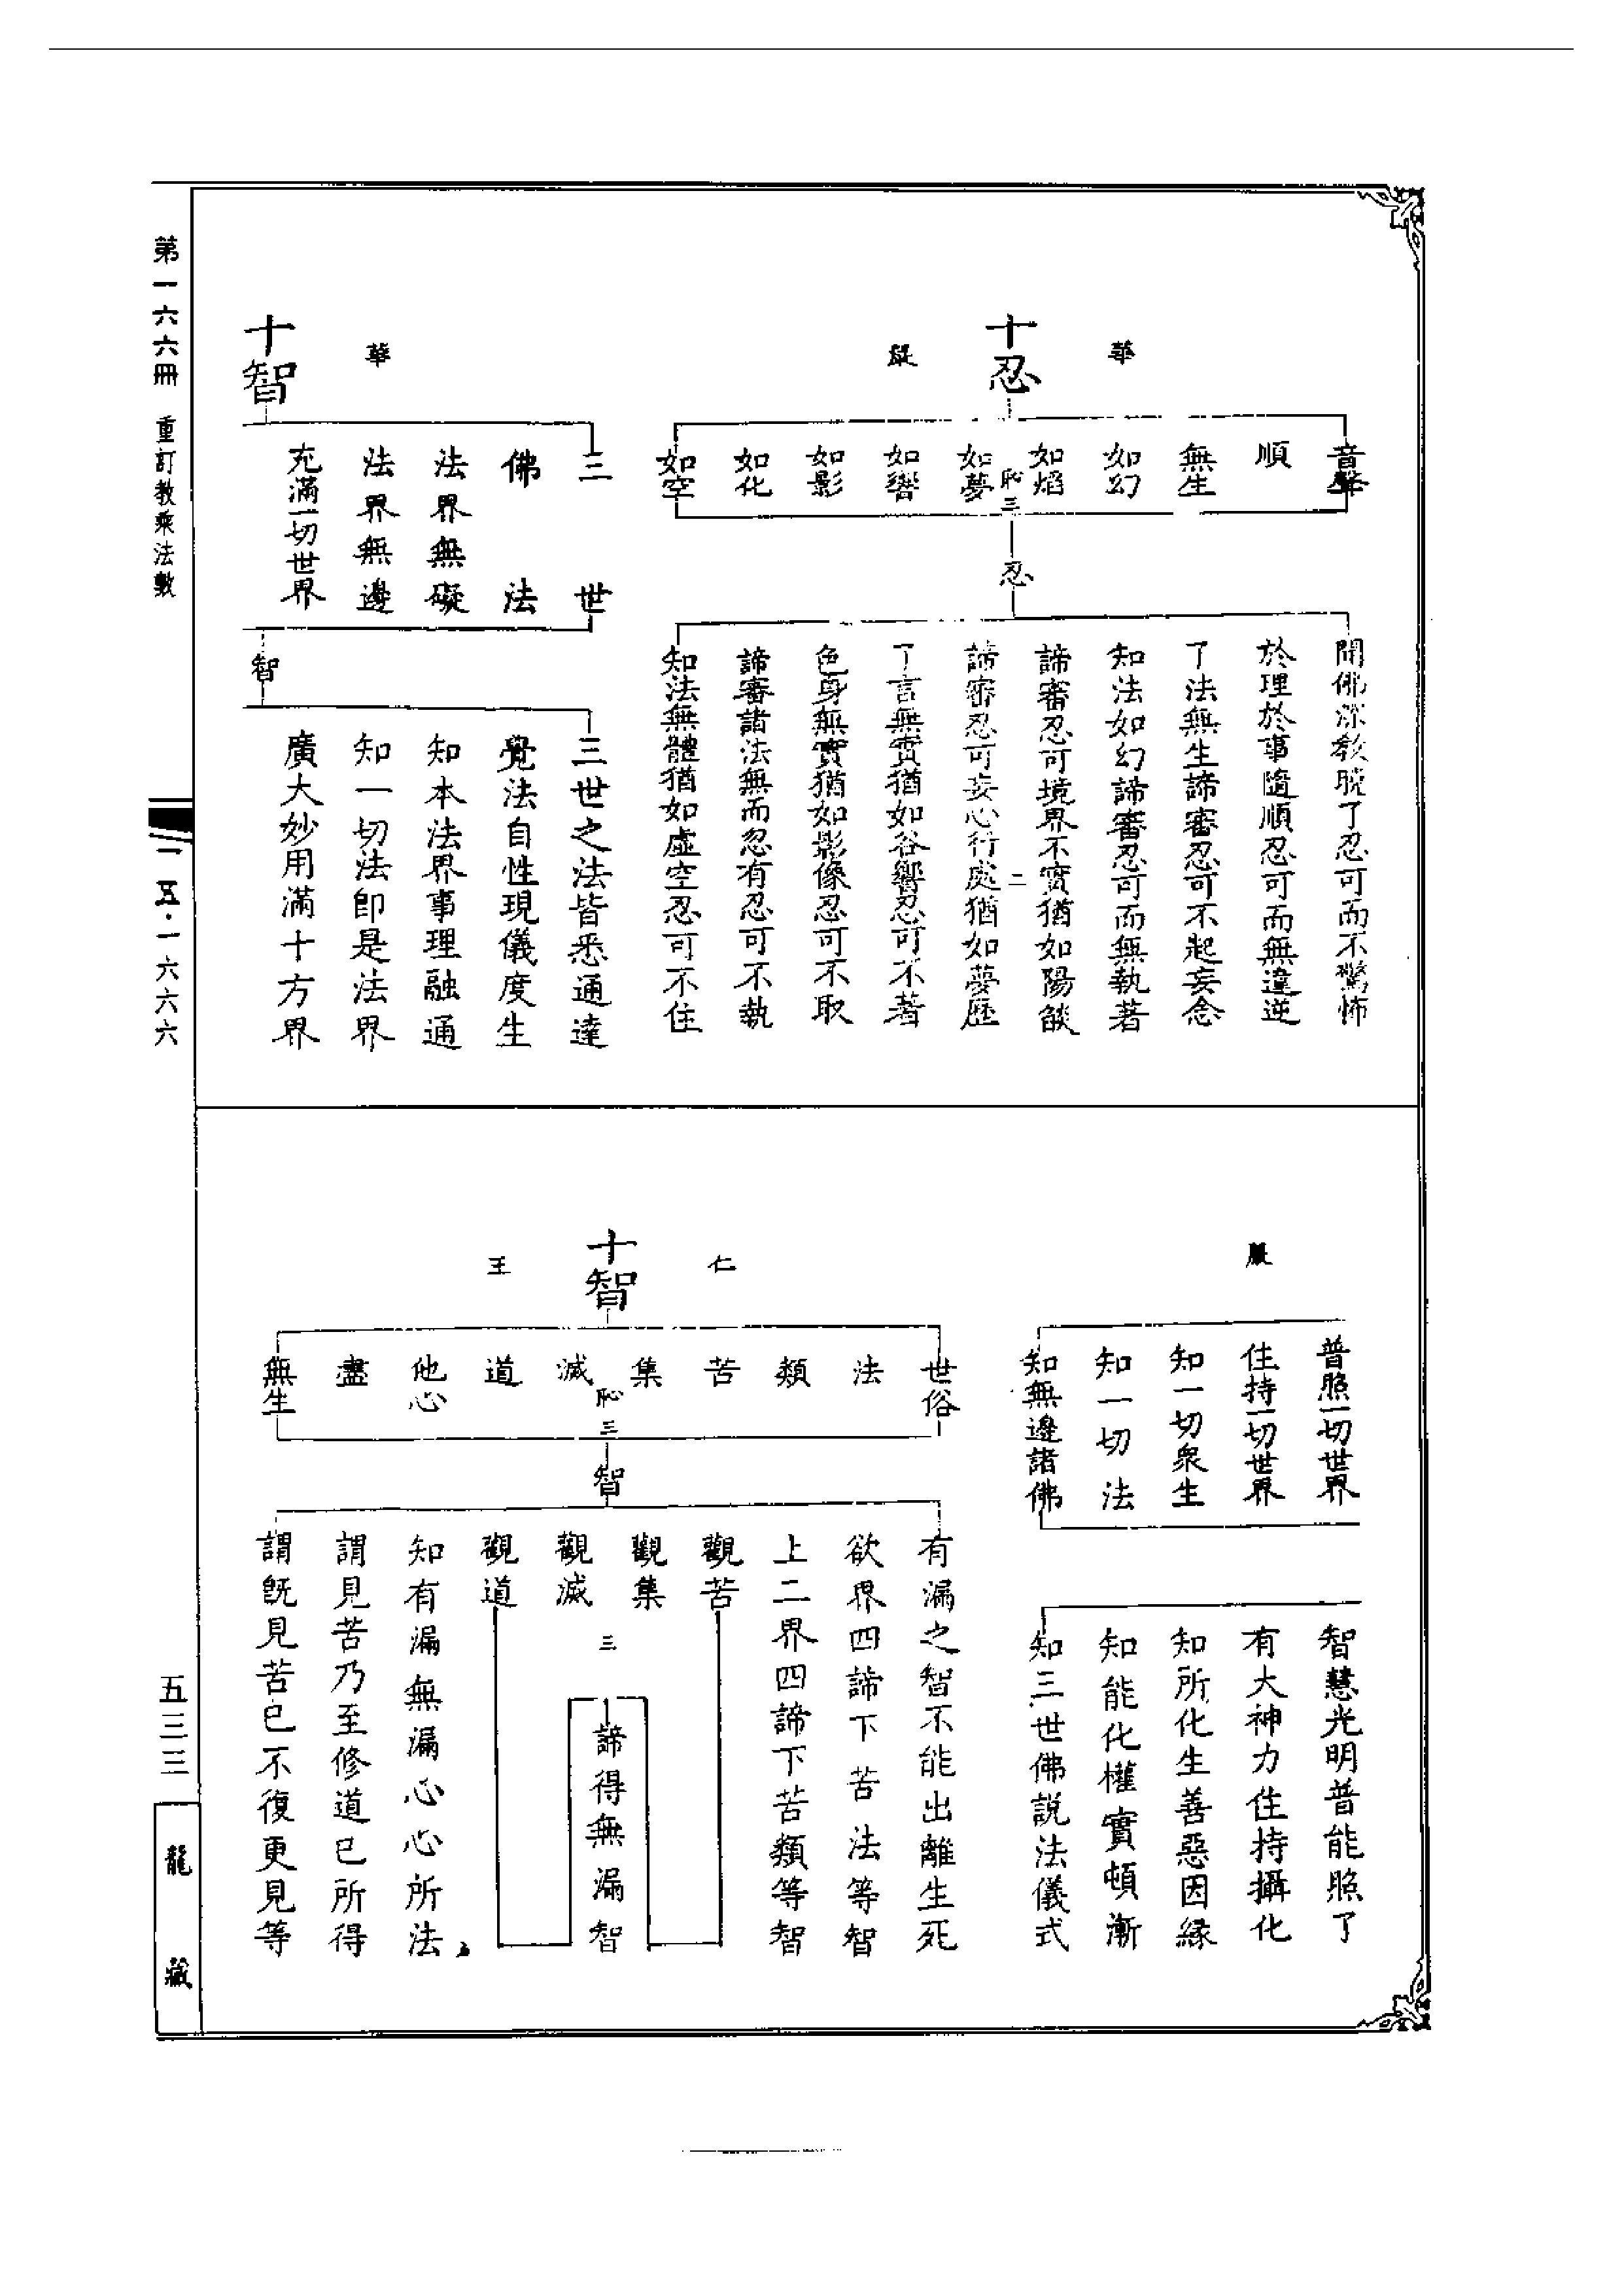 華
十忍
嚴
音聲
順
無生
如幻
如焰
如夢
如響
如影
如化
如空
恥三
忍
聞佛深教曉了忍可而不驚怖
於理於事隨順忍可而無違逆
了法無生諦審忍可不起妄念
知法如幻諦審忍可而無執著
諦審忍可境界不實猶如陽燄
二
諦審忍可妄心行處猶如夢歷
了言無實猶如谷響忍可不著
色身無實猶如影像忍可不取
諦審諸法無而忽有忍可不執
知法無體猶如虛空忍可不住
華
十智
三世
佛法
法界無礙
法界無邊
充滿一切世界
智
三世之法皆悉通達
覺法自性現儀度生
知本法界事理融通
知一切法卽是法界
廣大妙用滿十方界
嚴
普照一切世界
住持一切世界
知一切衆生
知一切法
知無邊諸佛
智慧光明普能照了
有大神力住持攝化
知所化生善惡因緣
知能化權實頓漸
知三世佛説法儀式
仁
十智
王
世俗
法
類
苦
集
滅
道
他心
盡
無生
恥三
智
有漏之智不能出離生死
欲界四諦下苦法等智
上二界四諦下苦類等智
觀苦
觀集
觀滅
觀道
三
諦得無漏智
知有漏無漏心心所法
謂見苦乃至修道已所得
謂旣見苦已不復更見等
第一六六冊 重訂教乘法數
一五·一六六六
五三三
龍藏